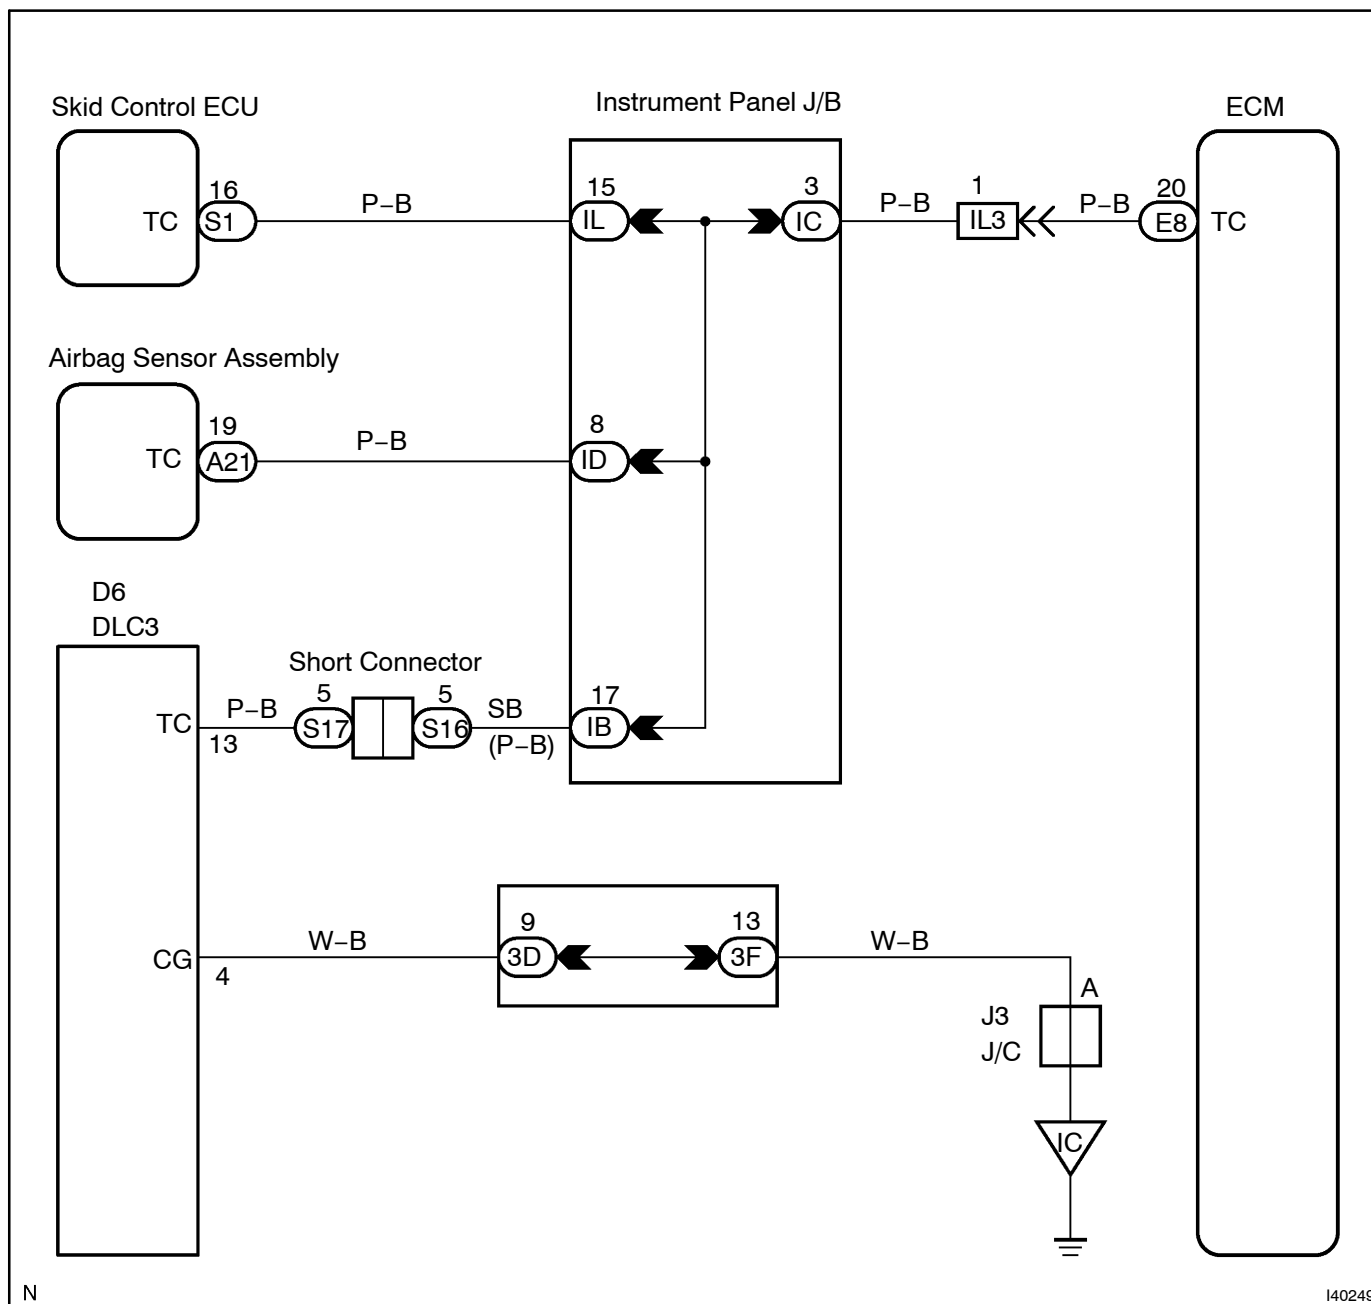 Skid Control ECU
Instrument Panel J/B
ECM
TC
16
S1
P–B
15
IL
3
IC
P–B
1
IL3
P–B
20
E8
TC
Airbag Sensor Assembly
TC
19
A21
P–B
8
ID
D6
DLC3
Short Connector
TC
P–B
13
5
S17
5
S16
SB
(P–B)
17
IB
CG
4
W–B
9
3D
13
3F
W–B
A
J3
J/C
IC
N
I40249